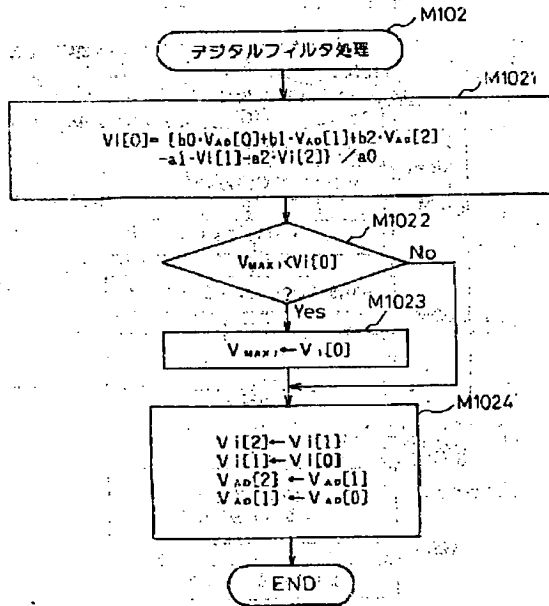 M102
デジタルフィルタ処理
M1021
Vi[0]= {b0·VAD[0]+b1·VAD[1]+b2·VAD[2]
-a1·Vi[1]-a2·Vi[2]} /a0
M1022
VMAXi<Vi[0]
?
No
Yes
M1023
VMAXi←Vi[0]
M1024
Vi[2]←Vi[1]
Vi[1]←Vi[0]
VAD[2]←VAD[1]
VAD[1]←VAD[0]
END